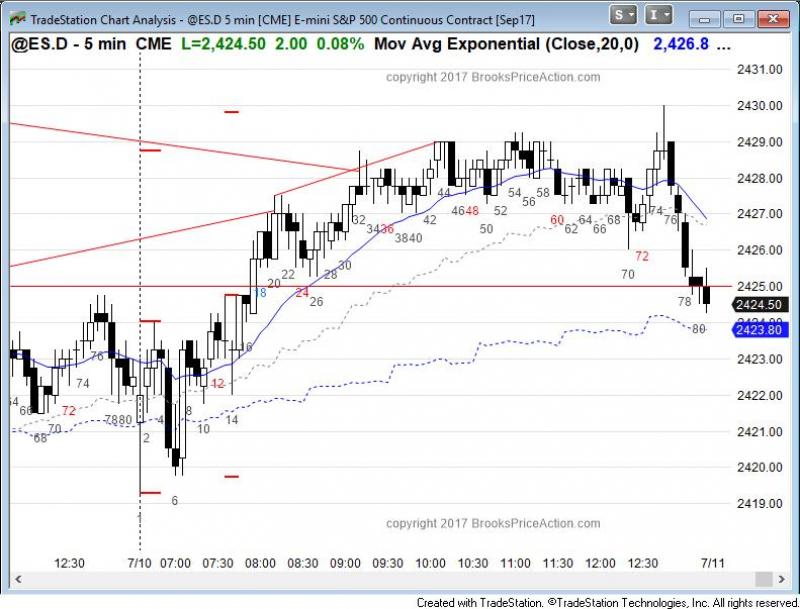 TradeStation Chart Analysis - @ES.D 5 min [CME] E-mini S&P 500 Continuous Contract [Sep17]
S I
@ES.D - 5 min CME L=2,424.50 2.00 0.08% Mov Avg Exponential (Close,20,0) 2,426.8 ...
copyright 2017 BrooksPriceAction.com
2431.00
2430.00
2429.00
2428.00
2427.00
2426.00
2425.00
2424.50
2424.00
2423.80
2423.00
2422.00
2421.00
2420.00
2419.00
66 68 70 72 74 76 7880
2 4 6 8 10 12 14 16 18 20 22 24 26 28 30 32 34 36 3840 42 44 46 48 50 52 54 56 58 60 62 64 66 68 70 72 74 76 78 80
copyright 2017 BrooksPriceAction.com
12:30 7/10 07:00 07:30 08:00 08:30 09:00 09:30 10:00 10:30 11:00 11:30 12:00 12:30 7/11
Created with TradeStation. ©TradeStation Technologies, Inc. All rights reserved.